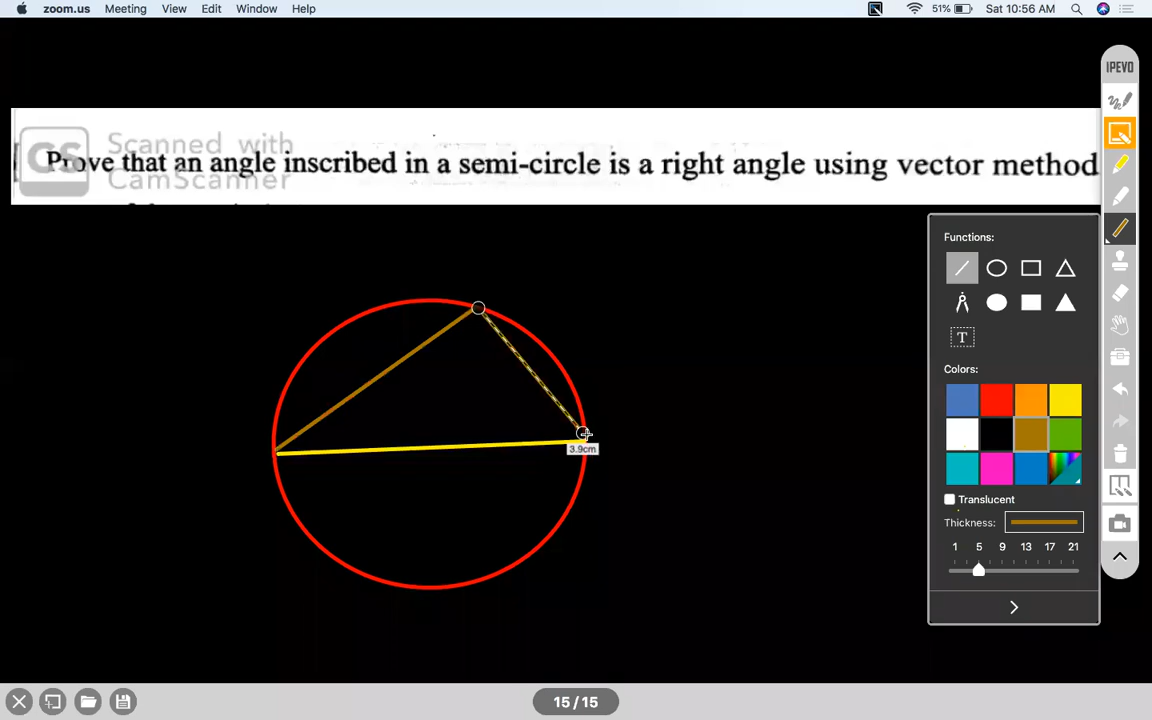 zoom.us Meeting View Edit Window Help
51% Sat 10:56 AM
IPEVO
Scanned with
CS
Prove that an angle inscribed in a semi-circle is a right angle using vector method
CamScanner
Functions:
T
Colors:
3.9cm
Translucent
Thickness:
1 5 9 13 17 21
15 / 15